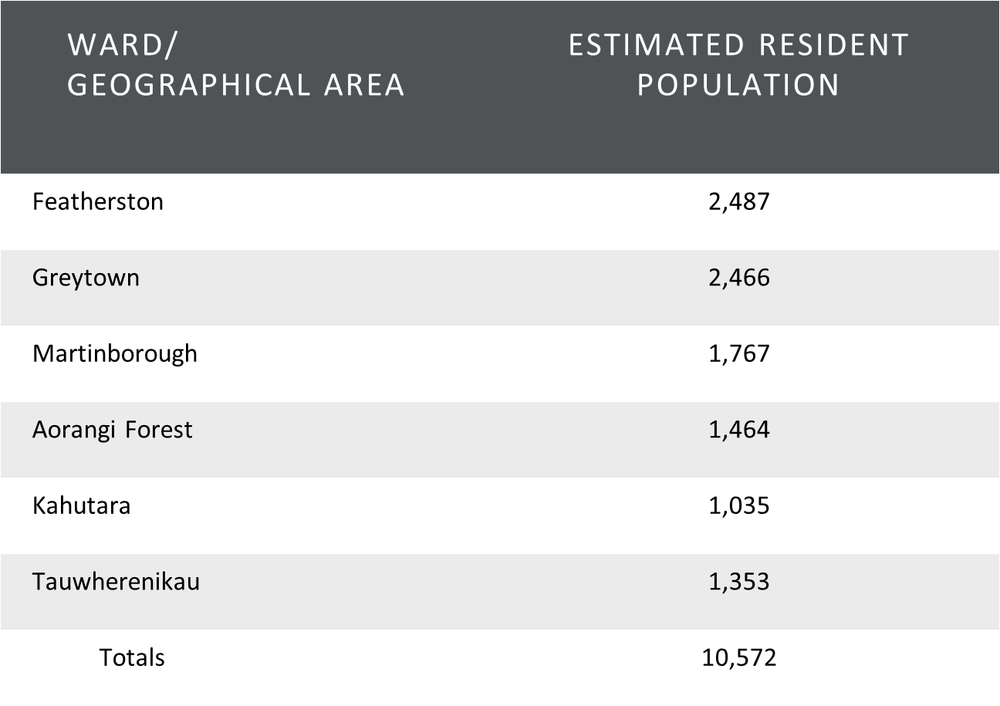 WARD/
GEOGRAPHICAL AREA
ESTIMATED RESIDENT
POPULATION
Featherston 2,487
Greytown 2,466
Martinborough 1,767
Aorangi Forest 1,464
Kahutara 1,035
Tauwherenikau 1,353
Totals 10,572